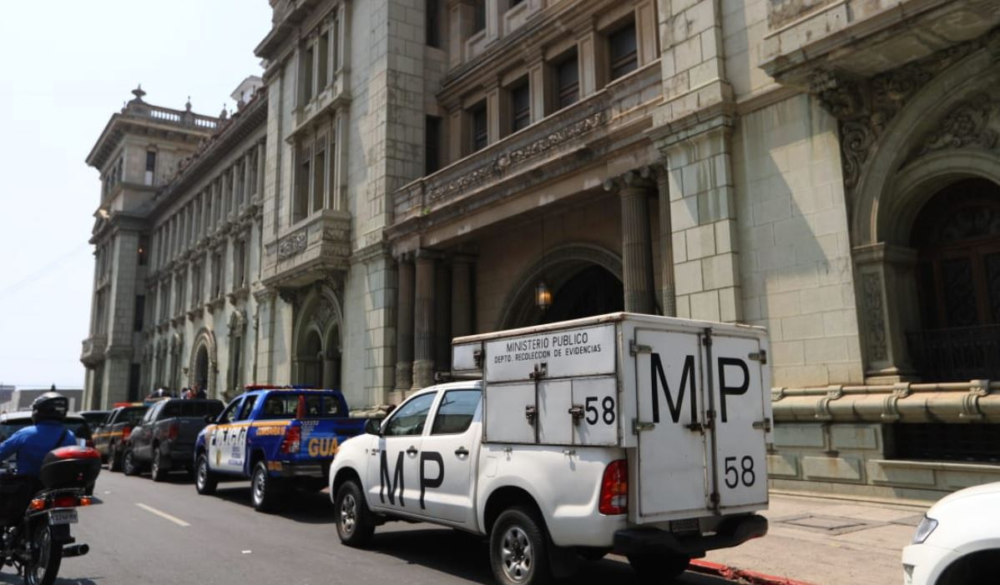 MINISTERIO PUBLICO
DEPTO. RECOLECCION DE EVIDENCIAS
58
MP
58
MP
GUA